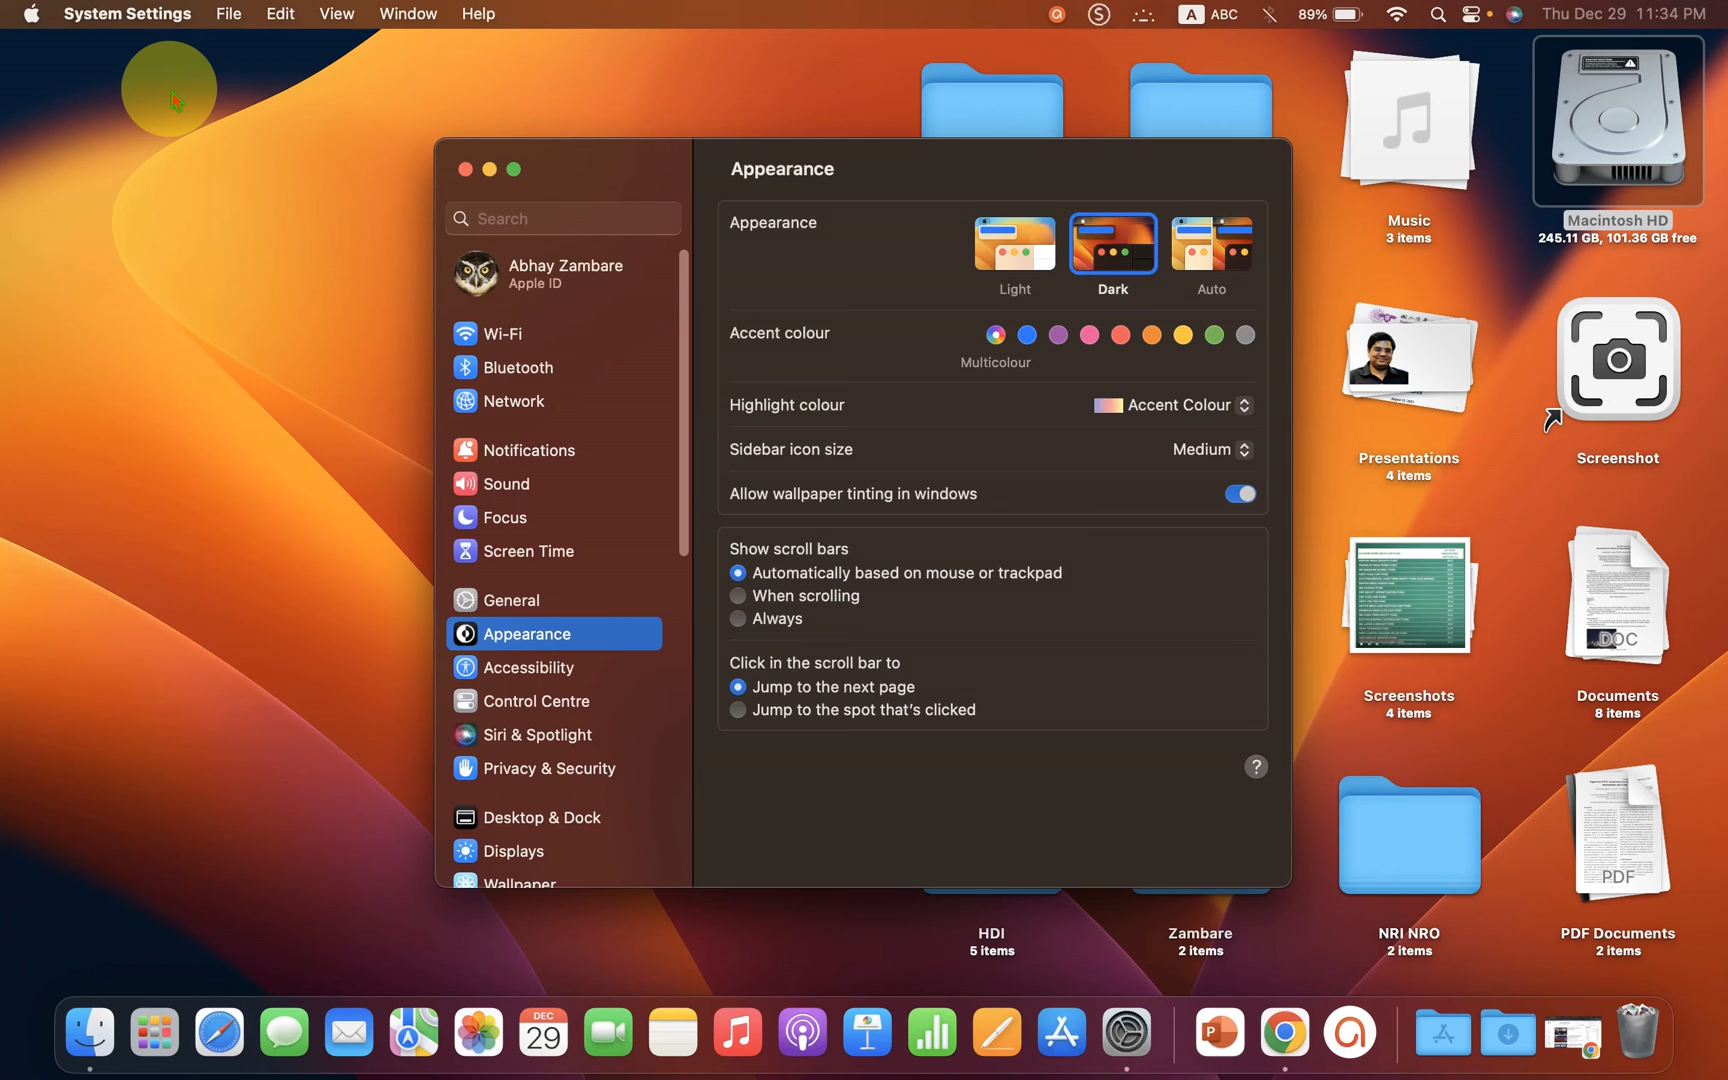 System Settings File Edit View Window Help
A ABC 89% Thu Dec 29 11:34 PM
Appearance
Search
Abhay Zambare
Apple ID
Wi-Fi
Bluetooth
Network
Notifications
Sound
Focus
Screen Time
General
Appearance
Accessibility
Control Centre
Siri & Spotlight
Privacy & Security
Desktop & Dock
Displays
Wallpaper
Appearance
Light Dark Auto
Accent colour
Multicolour
Highlight colour Accent Colour
Sidebar icon size Medium
Allow wallpaper tinting in windows
Show scroll bars
Automatically based on mouse or trackpad
When scrolling
Always
Click in the scroll bar to
Jump to the next page
Jump to the spot that's clicked
?
Music
3 items
Macintosh HD
245.11 GB, 101.36 GB free
Presentations
4 items
Screenshot
Screenshots
4 items
DOC
Documents
8 items
HDI
5 items
Zambare
2 items
NRI NRO
2 items
PDF
PDF Documents
2 items
DEC
29
P